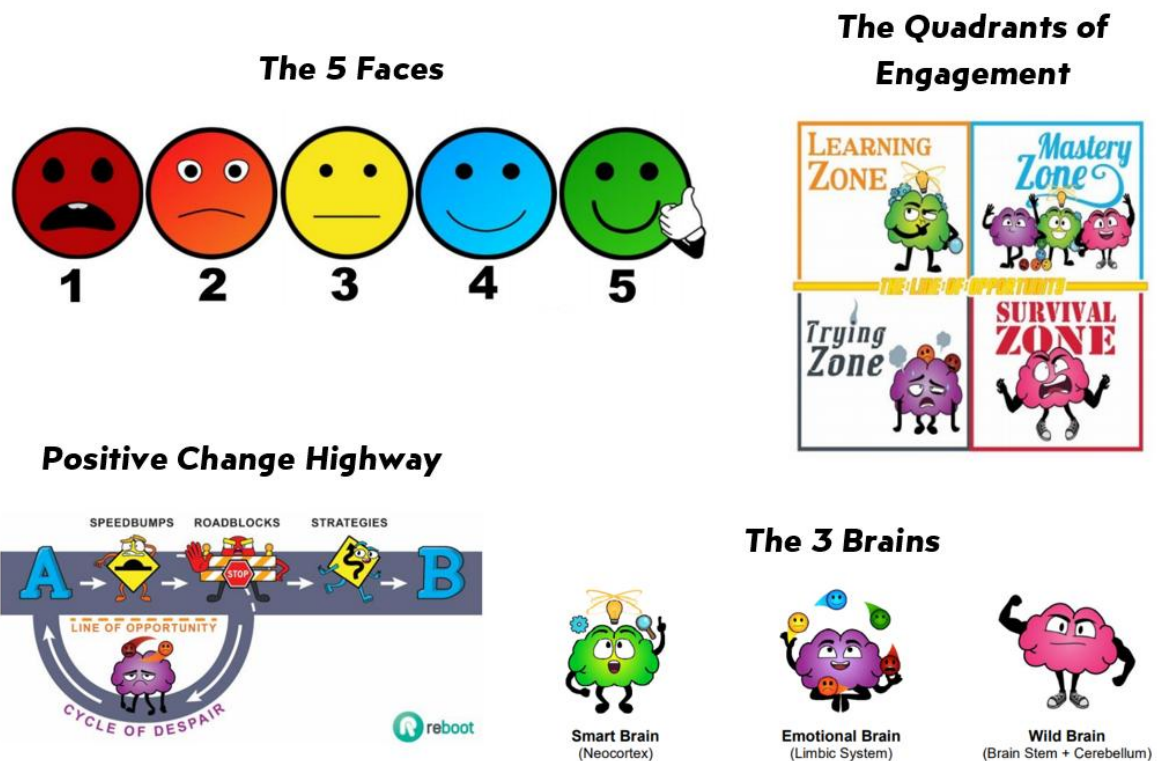 The 5 Faces
1 2 3 4 5
The Quadrants of
Engagement
LEARNING
ZONE
Mastery
Zone
THE LINE OF OPPORTUNITY
Trying
Zone
SURVIVAL
ZONE
Positive Change Highway
SPEEDBUMPS ROADBLOCKS STRATEGIES
A STOP B
LINE OF OPPORTUNITY
CYCLE OF DESPAIR
R reboot
The 3 Brains
Smart Brain
(Neocortex)
Emotional Brain
(Limbic System)
Wild Brain
(Brain Stem + Cerebellum)